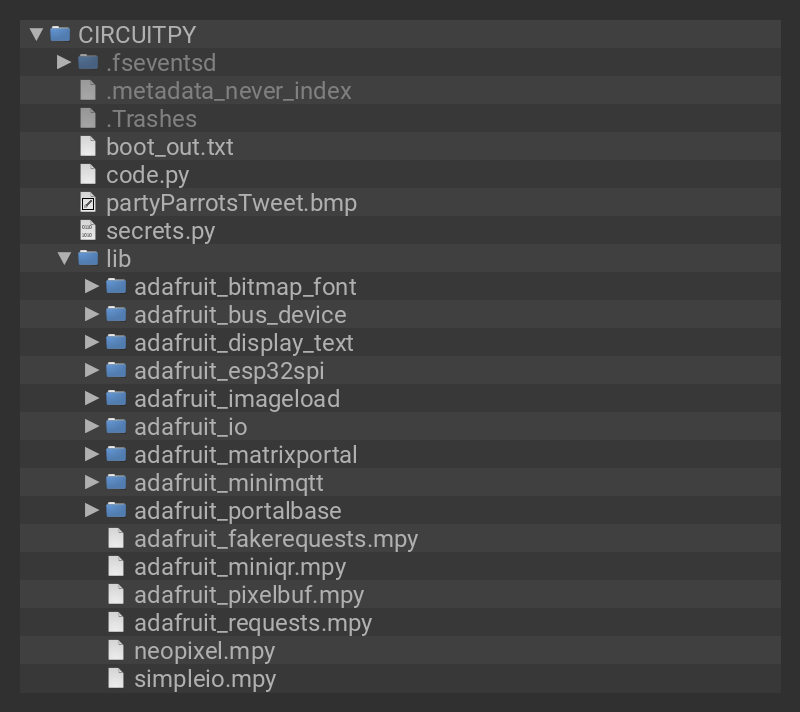 CIRCUITPY
.fseventsd
.metadata_never_index
.Trashes
boot_out.txt
code.py
partyParrotsTweet.bmp
secrets.py
lib
adafruit_bitmap_font
adafruit_bus_device
adafruit_display_text
adafruit_esp32spi
adafruit_imageload
adafruit_io
adafruit_matrixportal
adafruit_minimqtt
adafruit_portalbase
adafruit_fakerequests.mpy
adafruit_miniqr.mpy
adafruit_pixelbuf.mpy
adafruit_requests.mpy
neopixel.mpy
simpleio.mpy